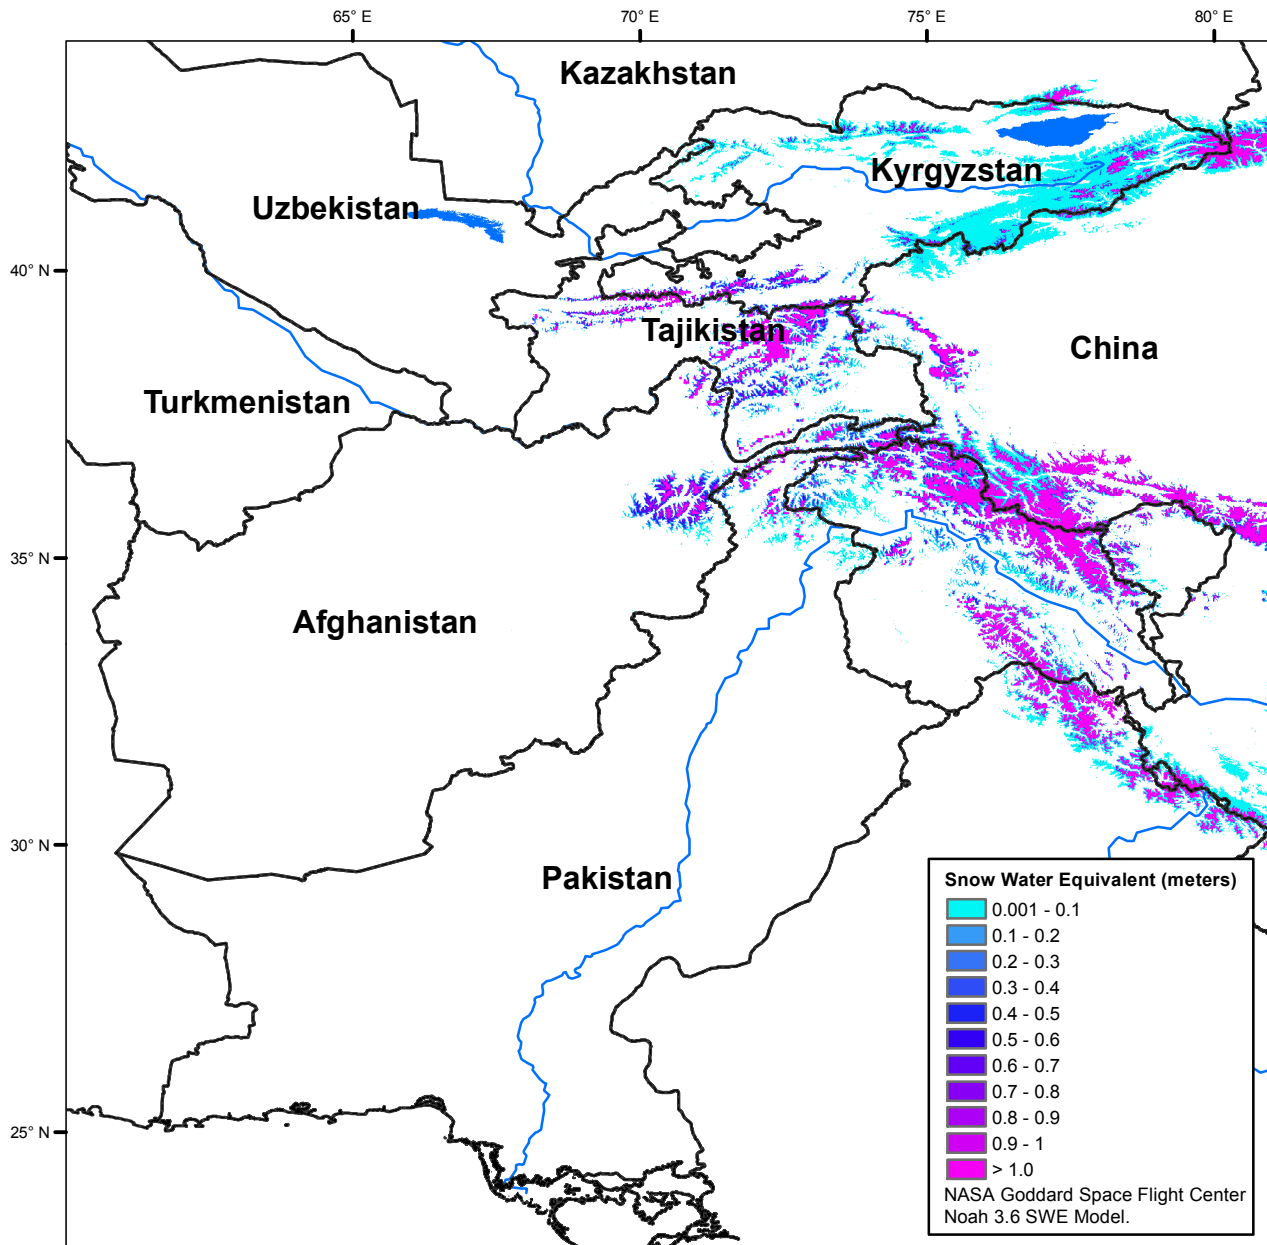 65° E
70° E
75° E
80° E
Kazakhstan
Kyrgyzstan
Uzbekistan
40° N
Tajikistan
China
Turkmenistan
35° N
Afghanistan
30° N
Pakistan
25° N
Snow Water Equivalent (meters)
0.001 - 0.1
0.1 - 0.2
0.2 - 0.3
0.3 - 0.4
0.4 - 0.5
0.5 - 0.6
0.6 - 0.7
0.7 - 0.8
0.8 - 0.9
0.9 - 1
> 1.0
NASA Goddard Space Flight Center
Noah 3.6 SWE Model.